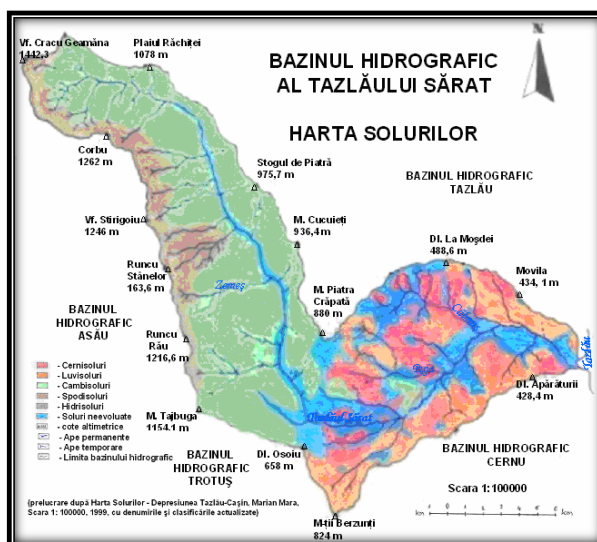 BAZINUL HIDROGRAFIC
AL TAZLĂULUI SĂRAT
HARTA SOLURILOR
N
Vf. Cracu Geamăna
1442,3
Plaiul Răchiței
1078 m
Corbu
1262 m
Stogul de Piatră
975,7 m
BAZINUL HIDROGRAFIC
TAZLĂU
Vf. Stirigoiu
1246 m
M. Cucuieți
936,4 m
Dl. La Moșdei
488,6 m
Runcu
Stânelor
163,6 m
Zemeș
M. Piatra
Crăpată
880 m
Movila
434, 1 m
BAZINUL
HIDROGRAFIC
ASĂU
Runcu
Râu
1216,6 m
Tazlău
Dl. Apărăturii
428,4 m
M. Tajbuga
1154.1 m
Tazlăul Sărat
BAZINUL
HIDROGRAFIC
TROTUȘ
Dl. Osoiu
658 m
BAZINUL HIDROGRAFIC
CERNU
- Cernisoluri
- Luvisoluri
- Cambisoluri
- Spodisoluri
- Hidrisoluri
- Soluri neevoluate
- cote altimetrice
- Ape permanente
- Ape temporare
- Limita bazinului hidrografic
Scara 1:100000
(prelucrare după Harta Solurilor - Depresiunea Tazlău-Cașin, Marian Mara,
Scara 1: 100000, 1999, cu denumirile și clasificările actualizate)
M-ții Berzunți
824 m